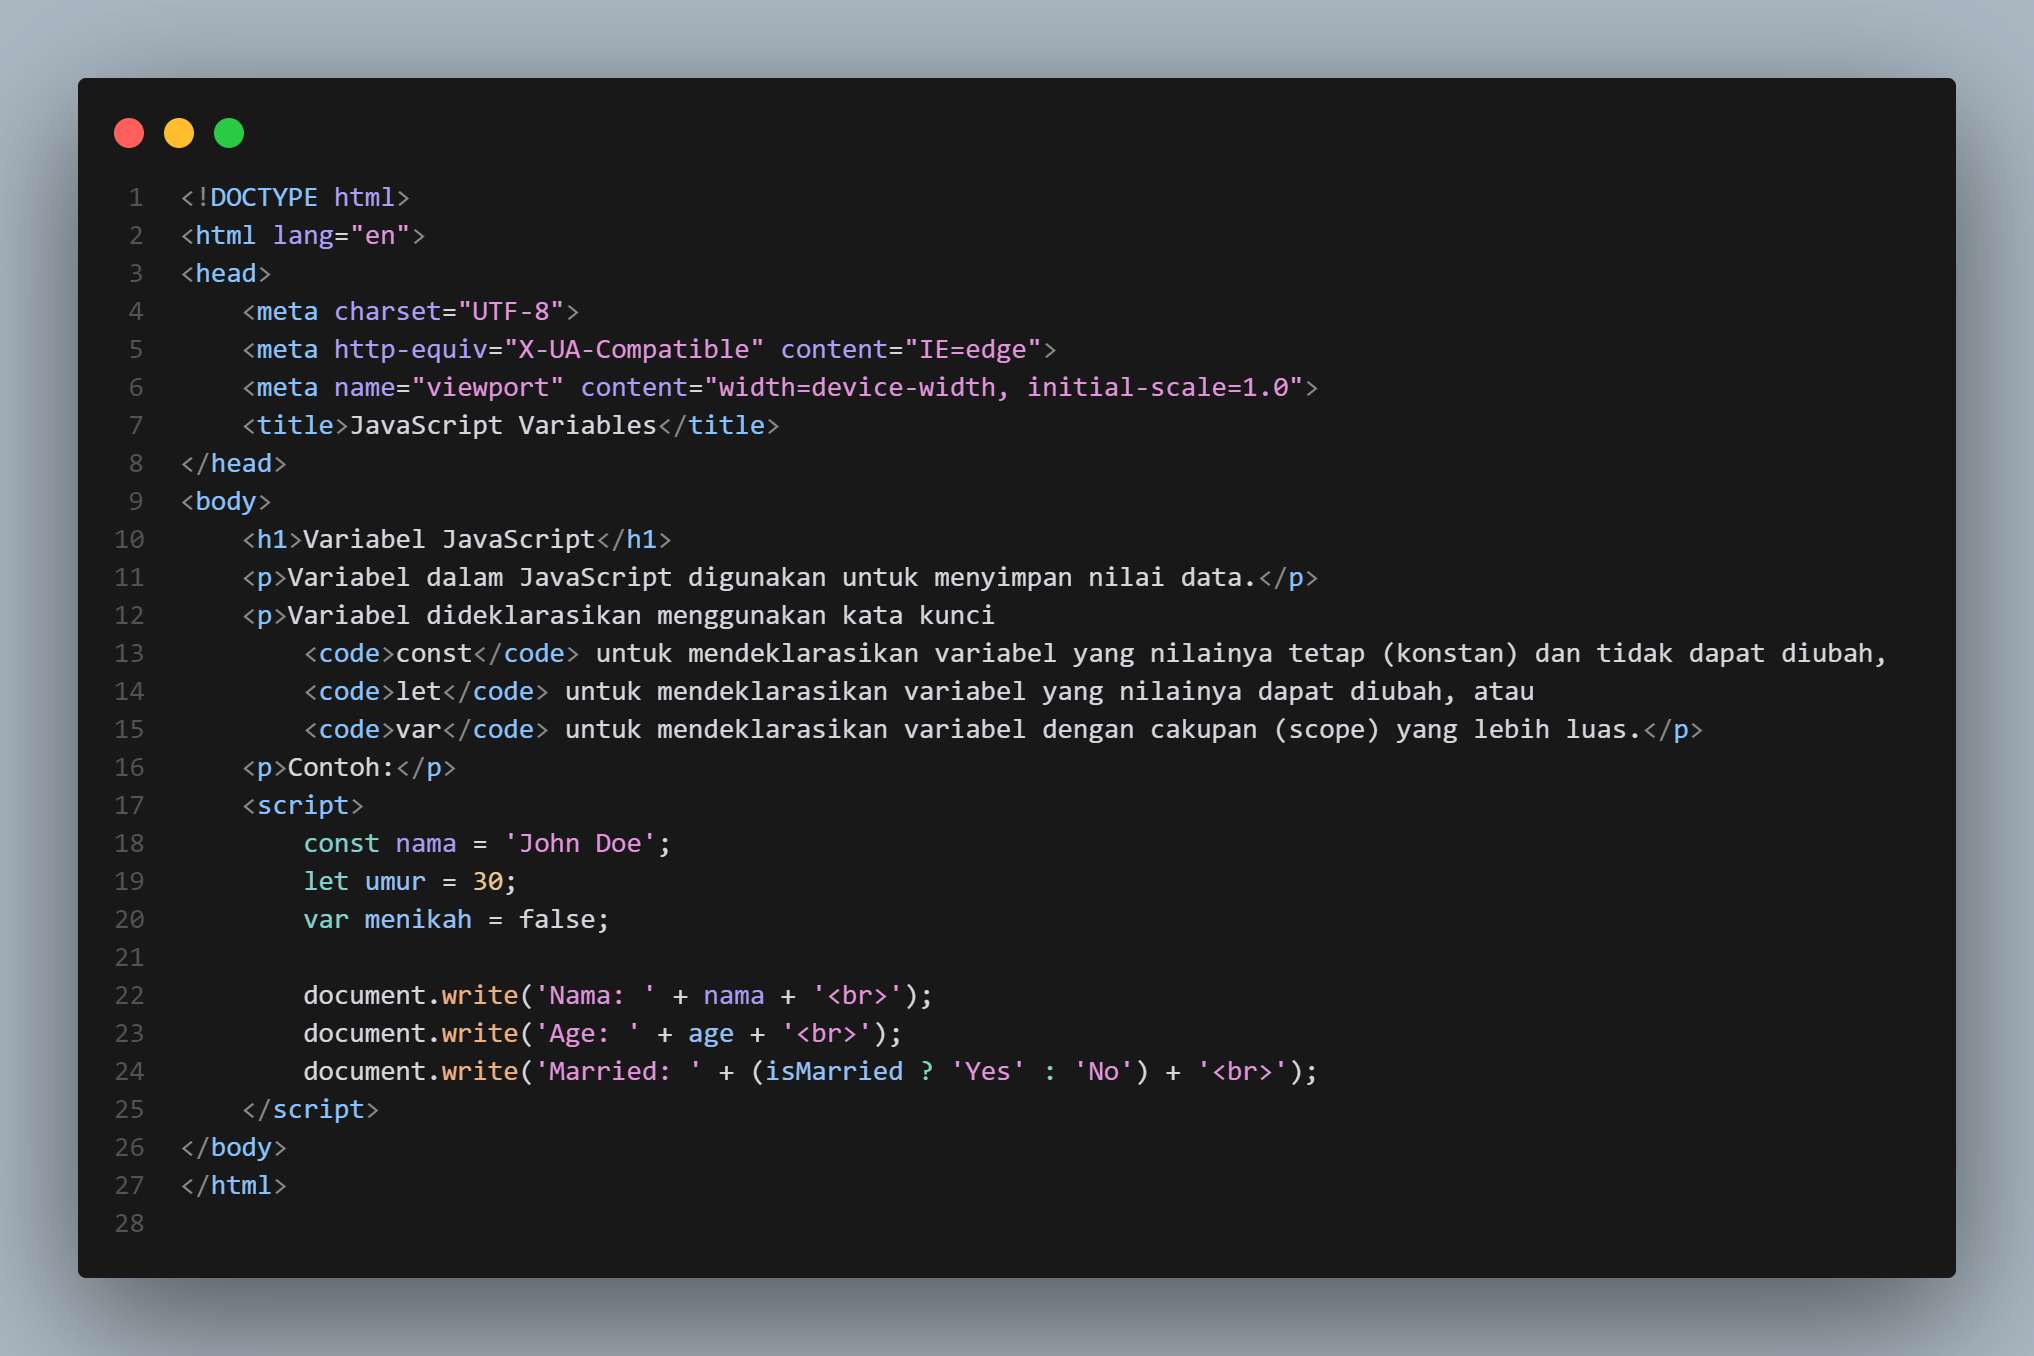 1 <!DOCTYPE html>
2 <html lang="en">
3 <head>
4     <meta charset="UTF-8">
5     <meta http-equiv="X-UA-Compatible" content="IE=edge">
6     <meta name="viewport" content="width=device-width, initial-scale=1.0">
7     <title>JavaScript Variables</title>
8 </head>
9 <body>
10     <h1>Variabel JavaScript</h1>
11     <p>Variabel dalam JavaScript digunakan untuk menyimpan nilai data.</p>
12     <p>Variabel dideklarasikan menggunakan kata kunci
13         <code>const</code> untuk mendeklarasikan variabel yang nilainya tetap (konstan) dan tidak dapat diubah,
14         <code>let</code> untuk mendeklarasikan variabel yang nilainya dapat diubah, atau
15         <code>var</code> untuk mendeklarasikan variabel dengan cakupan (scope) yang lebih luas.</p>
16     <p>Contoh:</p>
17     <script>
18         const nama = 'John Doe';
19         let umur = 30;
20         var menikah = false;
21
22         document.write('Nama: ' + nama + '<br>');
23         document.write('Age: ' + age + '<br>');
24         document.write('Married: ' + (isMarried ? 'Yes' : 'No') + '<br>');
25     </script>
26 </body>
27 </html>
28